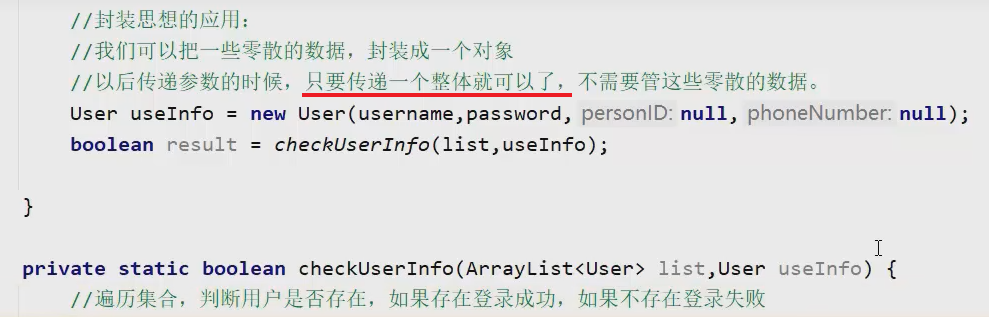 //封装思想的应用:
//我们可以把一些零散的数据，封装成一个对象
//以后传递参数的时候，只要传递一个整体就可以了，不需要管这些零散的数据。
User useInfo = new User(username,password, personID: null, phoneNumber: null);
boolean result = checkUserInfo(list,useInfo);
}
private static boolean checkUserInfo(ArrayList<User> list,User useInfo) {
//遍历集合，判断用户是否存在，如果存在登录成功，如果不存在登录失败